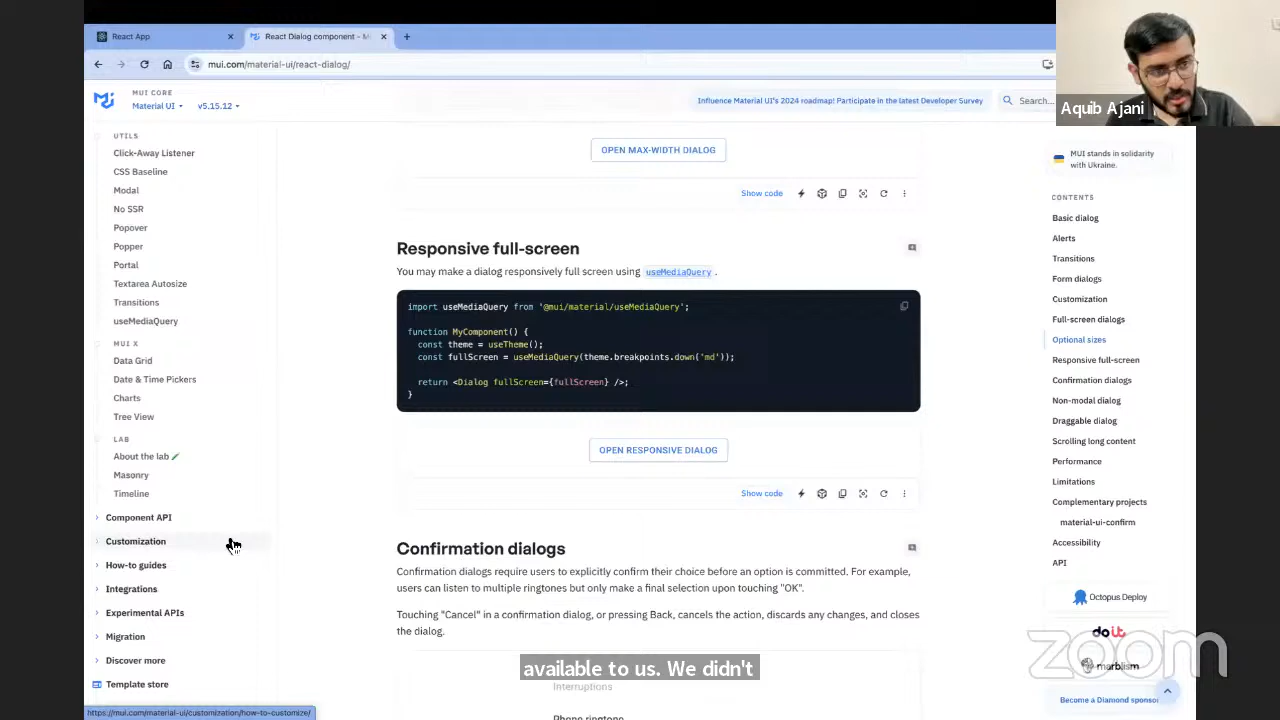 React App
React Dialog component - M
mui.com/material-ui/react-dialog/
Aquib Ajani
MUI CORE
Material UI
v5.15.12
Influence Material UI's 2024 roadmap! Participate in the latest Developer Survey
Search...
UTILS
Click-Away Listener
CSS Baseline
Modal
No SSR
Popover
Popper
Portal
Textarea Autosize
Transitions
useMediaQuery
MUI X
Data Grid
Date & Time Pickers
Charts
Tree View
LAB
About the lab
Masonry
Timeline
Component API
Customization
How-to guides
Integrations
Experimental APIs
Migration
Discover more
Template store
https://mui.com/material-ui/customization/how-to-customize/
OPEN MAX-WIDTH DIALOG
Show code
Responsive full-screen
You may make a dialog responsively full screen using useMediaQuery .
import useMediaQuery from '@mui/material/useMediaQuery';
function MyComponent() {
const theme = useTheme();
const fullScreen = useMediaQuery(theme.breakpoints.down('md'));
return <Dialog fullScreen={fullScreen} />;
}
OPEN RESPONSIVE DIALOG
Show code
Confirmation dialogs
Confirmation dialogs require users to explicitly confirm their choice before an option is committed. For example,
users can listen to multiple ringtones but only make a final selection upon touching "OK".
Touching "Cancel" in a confirmation dialog, or pressing Back, cancels the action, discards any changes, and closes
the dialog.
available to us. We didn't
Interruptions
Phone ringtone
MUI stands in solidarity
with Ukraine.
CONTENTS
Basic dialog
Alerts
Transitions
Form dialogs
Customization
Full-screen dialogs
Optional sizes
Responsive full-screen
Confirmation dialogs
Non-modal dialog
Draggable dialog
Scrolling long content
Performance
Limitations
Complementary projects
material-ui-confirm
Accessibility
API
Octopus Deploy
doit
marblism
zoom
Become a Diamond sponsor